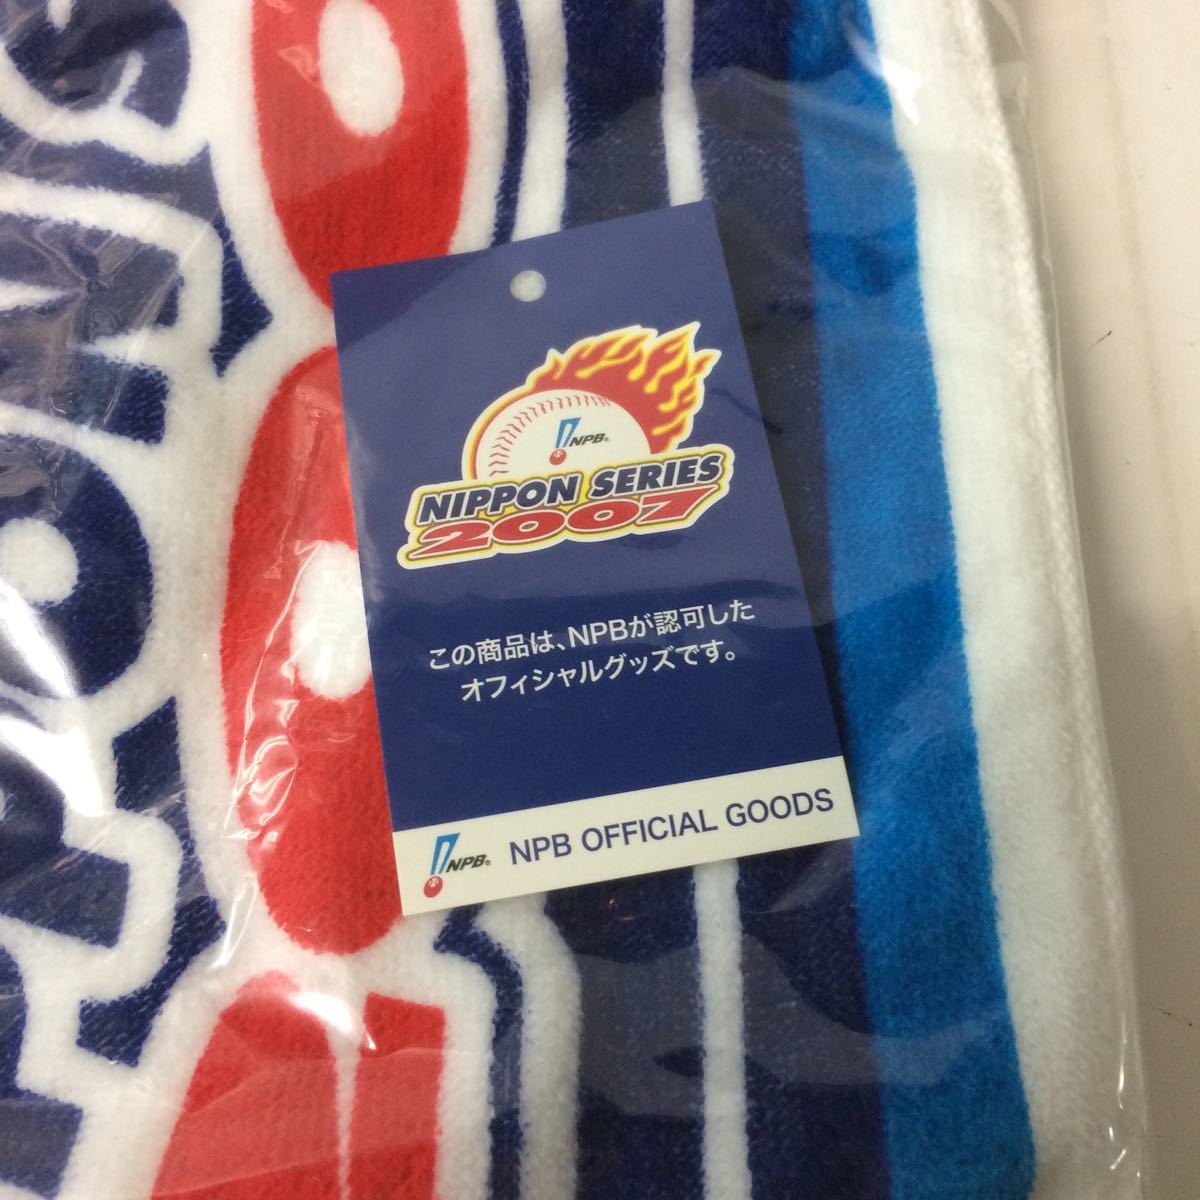 NPB®
NIPPON SERIES
2007
この商品は、NPBが認可した
オフィシャルグッズです。
NPB®
NPB OFFICIAL GOODS